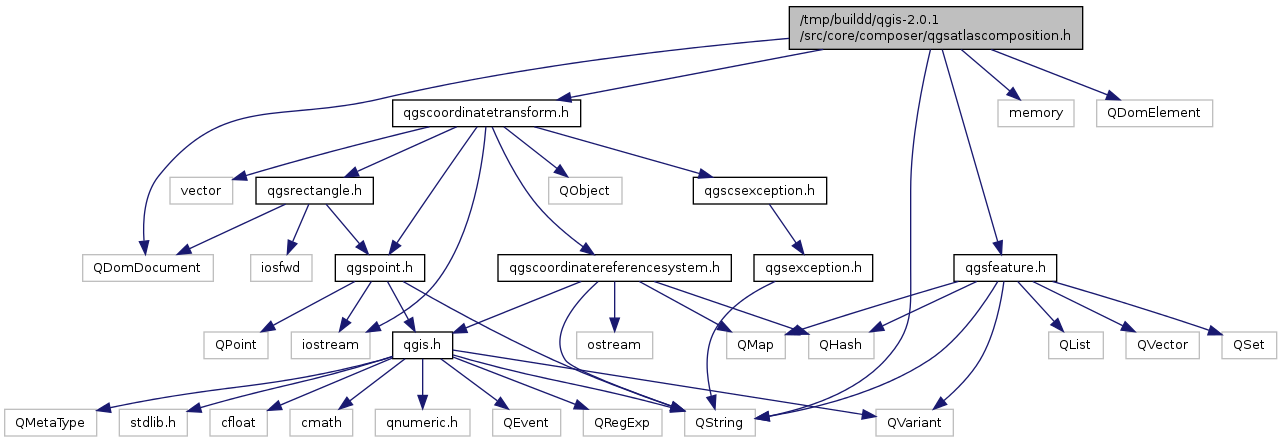 /tmp/buildd/qgis-2.0.1
/src/core/composer/qgsatlascomposition.h
qgscoordinatetransform.h
memory
QDomElement
vector
qgsrectangle.h
QObject
qgscsexception.h
QDomDocument
iosfwd
qgspoint.h
qgscoordinatereferencesystem.h
qgsexception.h
qgsfeature.h
QPoint
iostream
qgis.h
ostream
QMap
QHash
QList
QVector
QSet
QMetaType
stdlib.h
cfloat
cmath
qnumeric.h
QEvent
QRegExp
QString
QVariant